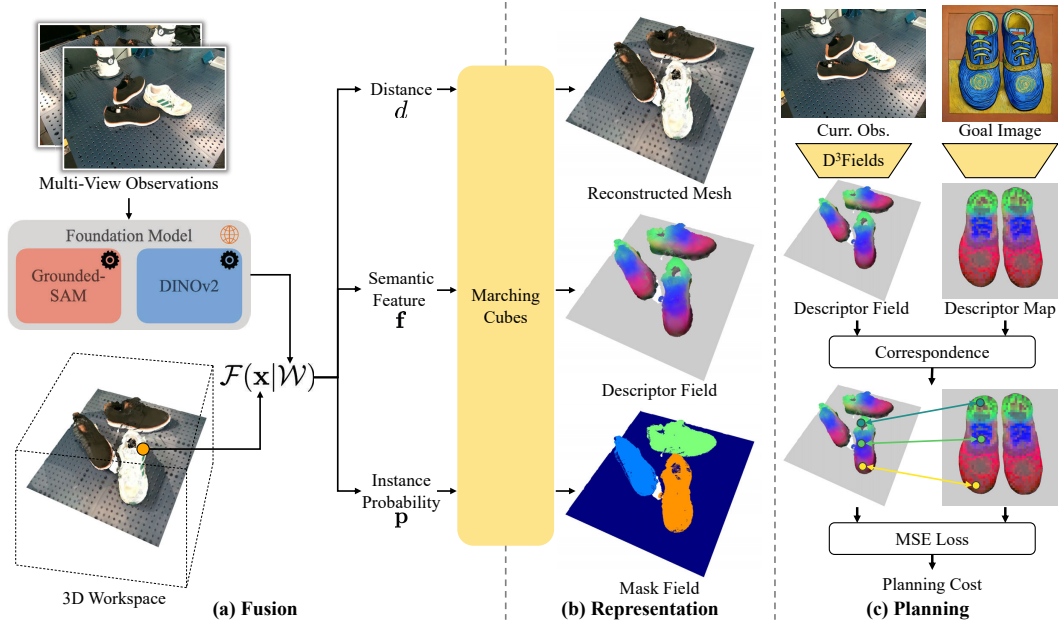 Multi-View Observations
Foundation Model
Grounded-
SAM
DINOv2
F(x|W)
3D Workspace
(a) Fusion
Distance
d
Semantic
Feature
f
Instance
Probability
p
Marching
Cubes
Reconstructed Mesh
Descriptor Field
Mask Field
(b) Representation
Curr. Obs.
Goal Image
D³Fields
Descriptor Field
Descriptor Map
Correspondence
MSE Loss
Planning Cost
(c) Planning